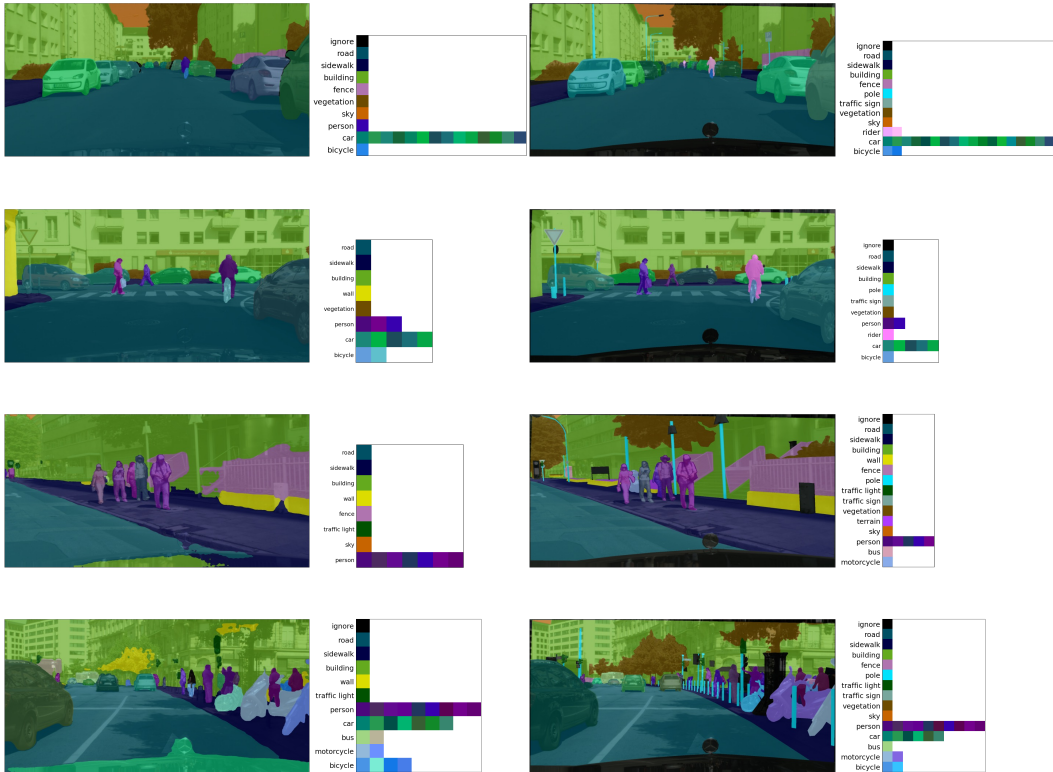 ignore
road
sidewalk
building
fence
vegetation
sky
person
car
bicycle
ignore
road
sidewalk
building
fence
pole
traffic sign
vegetation
sky
rider
car
bicycle
road
sidewalk
building
wall
vegetation
person
car
bicycle
ignore
road
sidewalk
building
pole
traffic sign
vegetation
person
rider
car
bicycle
road
sidewalk
building
wall
fence
traffic light
sky
person
ignore
road
sidewalk
building
wall
fence
pole
traffic light
traffic sign
vegetation
terrain
sky
person
bus
motorcycle
ignore
road
sidewalk
building
wall
traffic light
person
car
bus
motorcycle
bicycle
ignore
road
sidewalk
building
fence
pole
traffic light
traffic sign
vegetation
sky
person
car
bus
motorcycle
bicycle